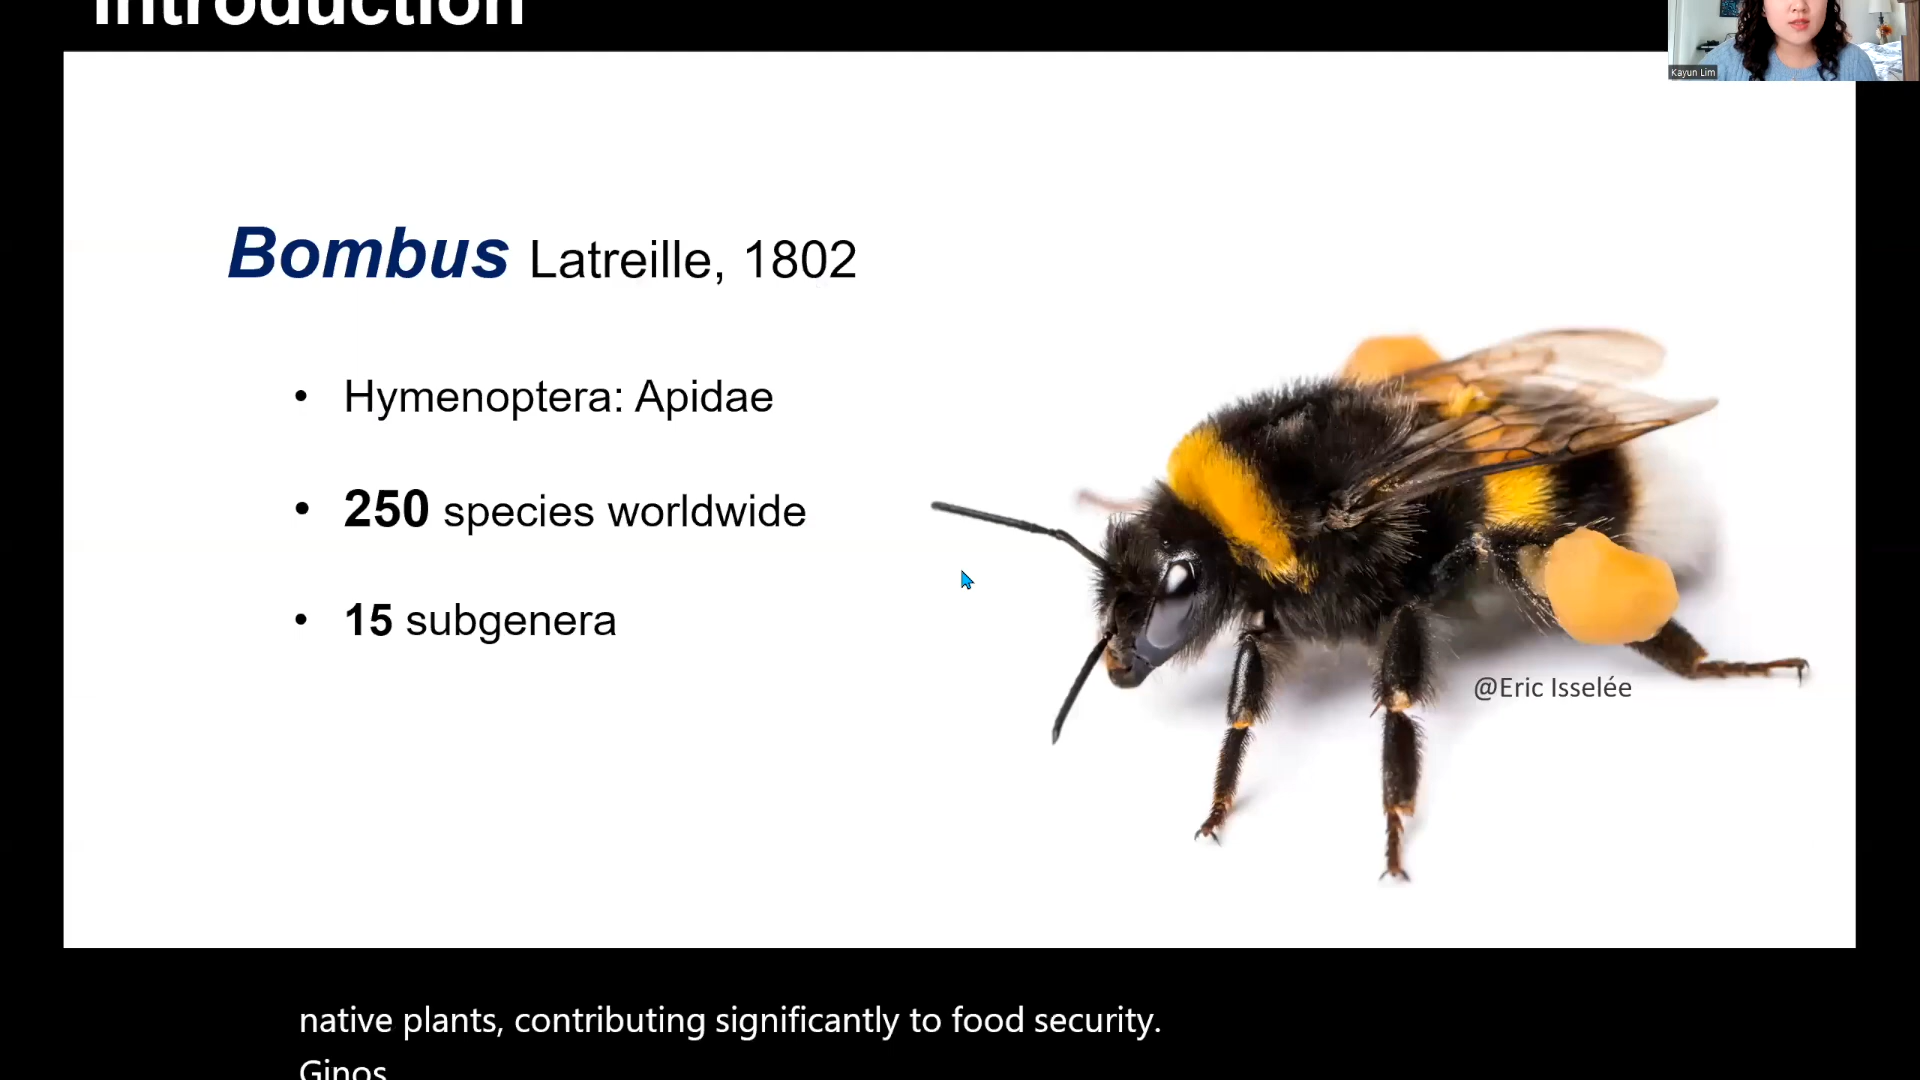 Introduction
Kayun Lim
Bombus Latreille, 1802
• Hymenoptera: Apidae
• 250 species worldwide
• 15 subgenera
@Eric Isselée
native plants, contributing significantly to food security.
Ginos